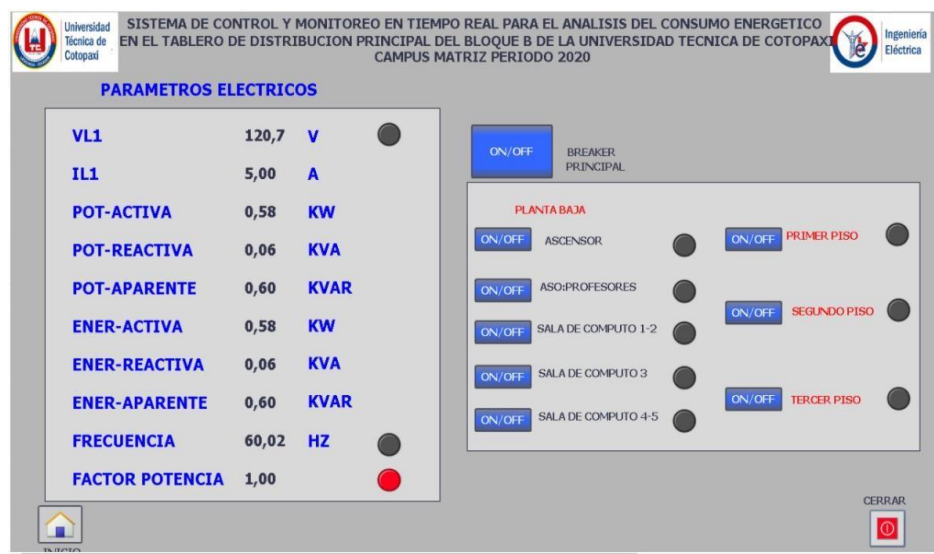 Universidad
Técnica de
Cotopaxi
SISTEMA DE CONTROL Y MONITOREO EN TIEMPO REAL PARA EL ANALISIS DEL CONSUMO ENERGETICO
EN EL TABLERO DE DISTRIBUCION PRINCIPAL DEL BLOQUE B DE LA UNIVERSIDAD TECNICA DE COTOPAXI
CAMPUS MATRIZ PERIODO 2020
Ingeniería
Eléctrica
PARAMETROS ELECTRICOS
VL1 120,7 V
IL1 5,00 A
POT-ACTIVA 0,58 KW
POT-REACTIVA 0,06 KVA
POT-APARENTE 0,60 KVAR
ENER-ACTIVA 0,58 KW
ENER-REACTIVA 0,06 KVA
ENER-APARENTE 0,60 KVAR
FRECUENCIA 60,02 HZ
FACTOR POTENCIA 1,00
ON/OFF BREAKER
PRINCIPAL
PLANTA BAJA
ON/OFF ASCENSOR
ON/OFF ASO:PROFESORES
ON/OFF SALA DE COMPUTO 1-2
ON/OFF SALA DE COMPUTO 3
ON/OFF SALA DE COMPUTO 4-5
ON/OFF PRIMER PISO
ON/OFF SEGUNDO PISO
ON/OFF TERCER PISO
INICIO
CERRAR